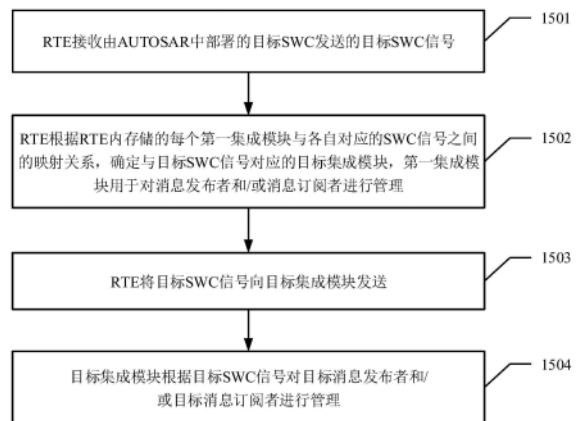 RTE接收由AUTOSAR中部署的目标SWC发送的目标SWC信号
1501
RTE根据RTE内存储的每个第一集成模块与各自对应的SWC信号之间
的映射关系，确定与目标SWC信号对应的目标集成模块，第一集成模
块用于对消息发布者和/或消息订阅者进行管理
1502
RTE将目标SWC信号向目标集成模块发送
1503
目标集成模块根据目标SWC信号对目标消息发布者和/
或目标消息订阅者进行管理
1504